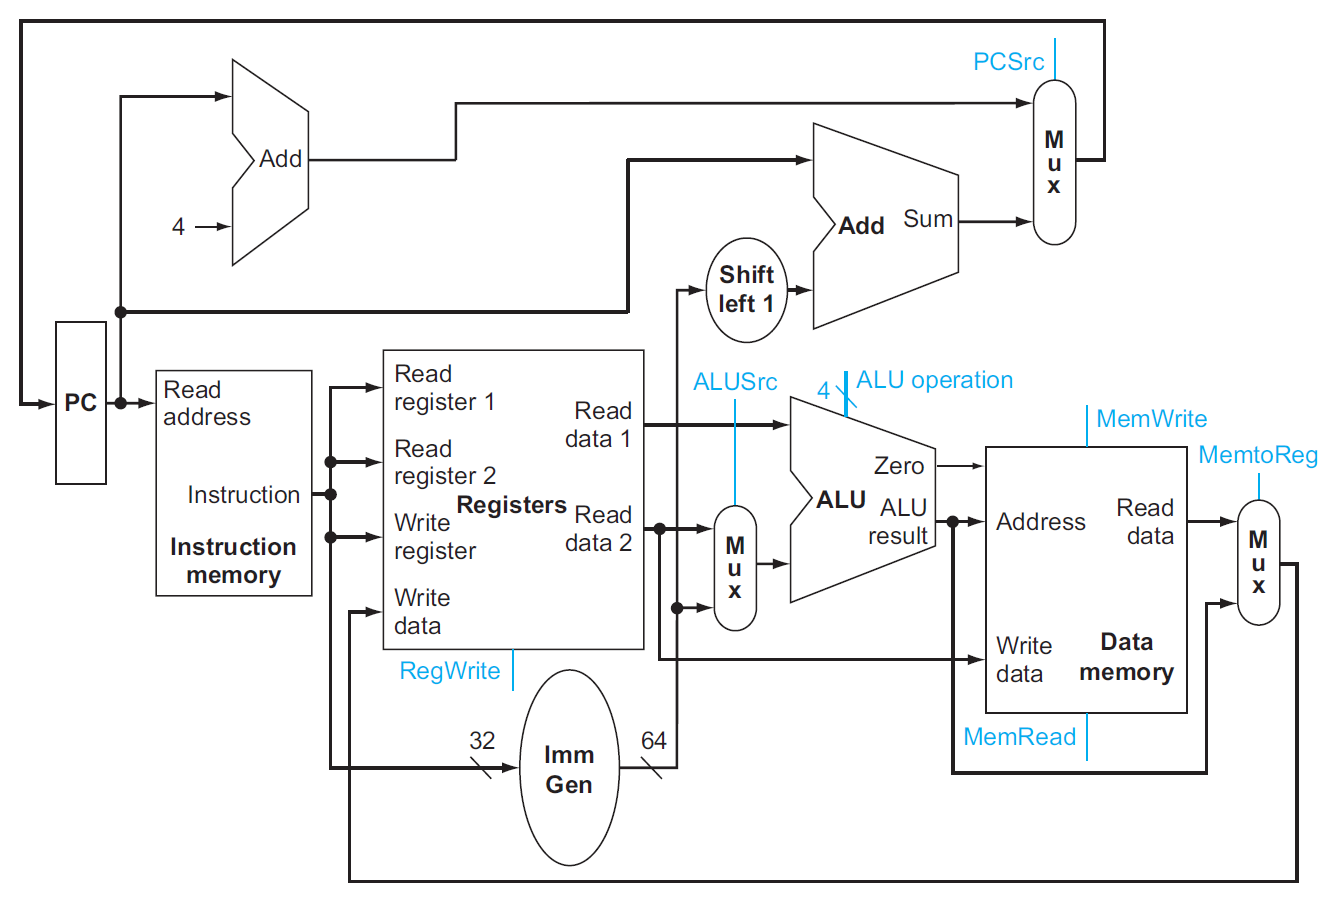 PCSrc
M
u
x
Add
4
Add Sum
Shift
left 1
PC
Read
address
Instruction
Instruction
memory
Read
register 1
Read
register 2
Write
register
Write
data
Registers
Read
data 1
Read
data 2
RegWrite
ALUSrc
M
u
x
4 ALU operation
Zero
ALU
ALU
result
MemWrite
Address
Read
data
Write
data
Data
memory
MemRead
MemtoReg
M
u
x
32
Imm
Gen
64